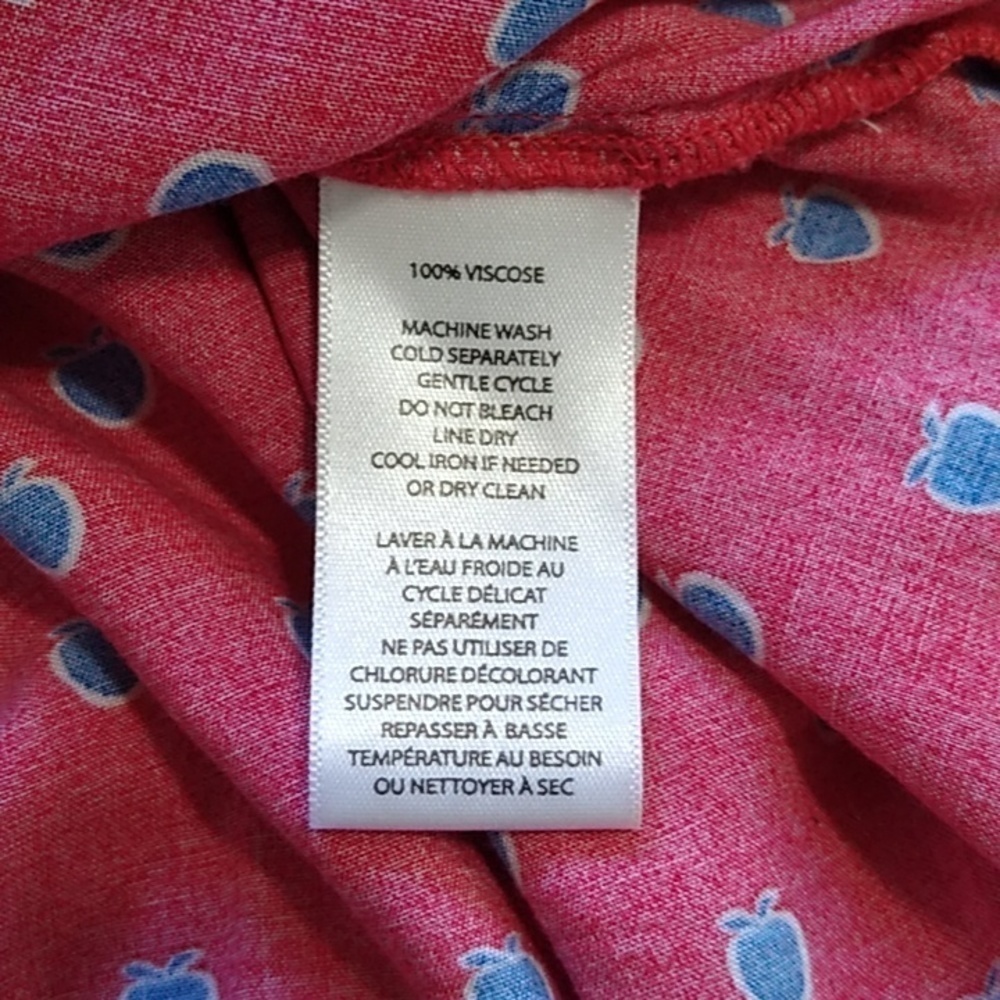 100% VISCOSE
MACHINE WASH
COLD SEPARATELY
GENTLE CYCLE
DO NOT BLEACH
LINE DRY
COOL IRON IF NEEDED
OR DRY CLEAN
LAVER À LA MACHINE
À L'EAU FROIDE AU
CYCLE DÉLICAT
SÉPARÉMENT
NE PAS UTILISER DE
CHLORURE DÉCOLORANT
SUSPENDRE POUR SÉCHER
REPASSER À BASSE
TEMPÉRATURE AU BESOIN
OU NETTOYER À SEC